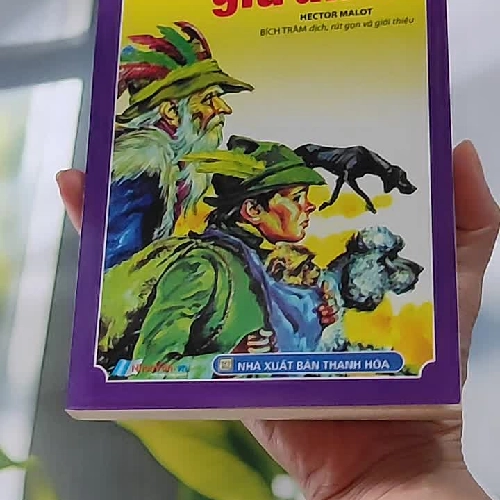 HECTOR MALOT
BÍCH TRÂM dịch, rút gọn và giới thiệu
NHÀ XUẤT BẢN THANH HÓA